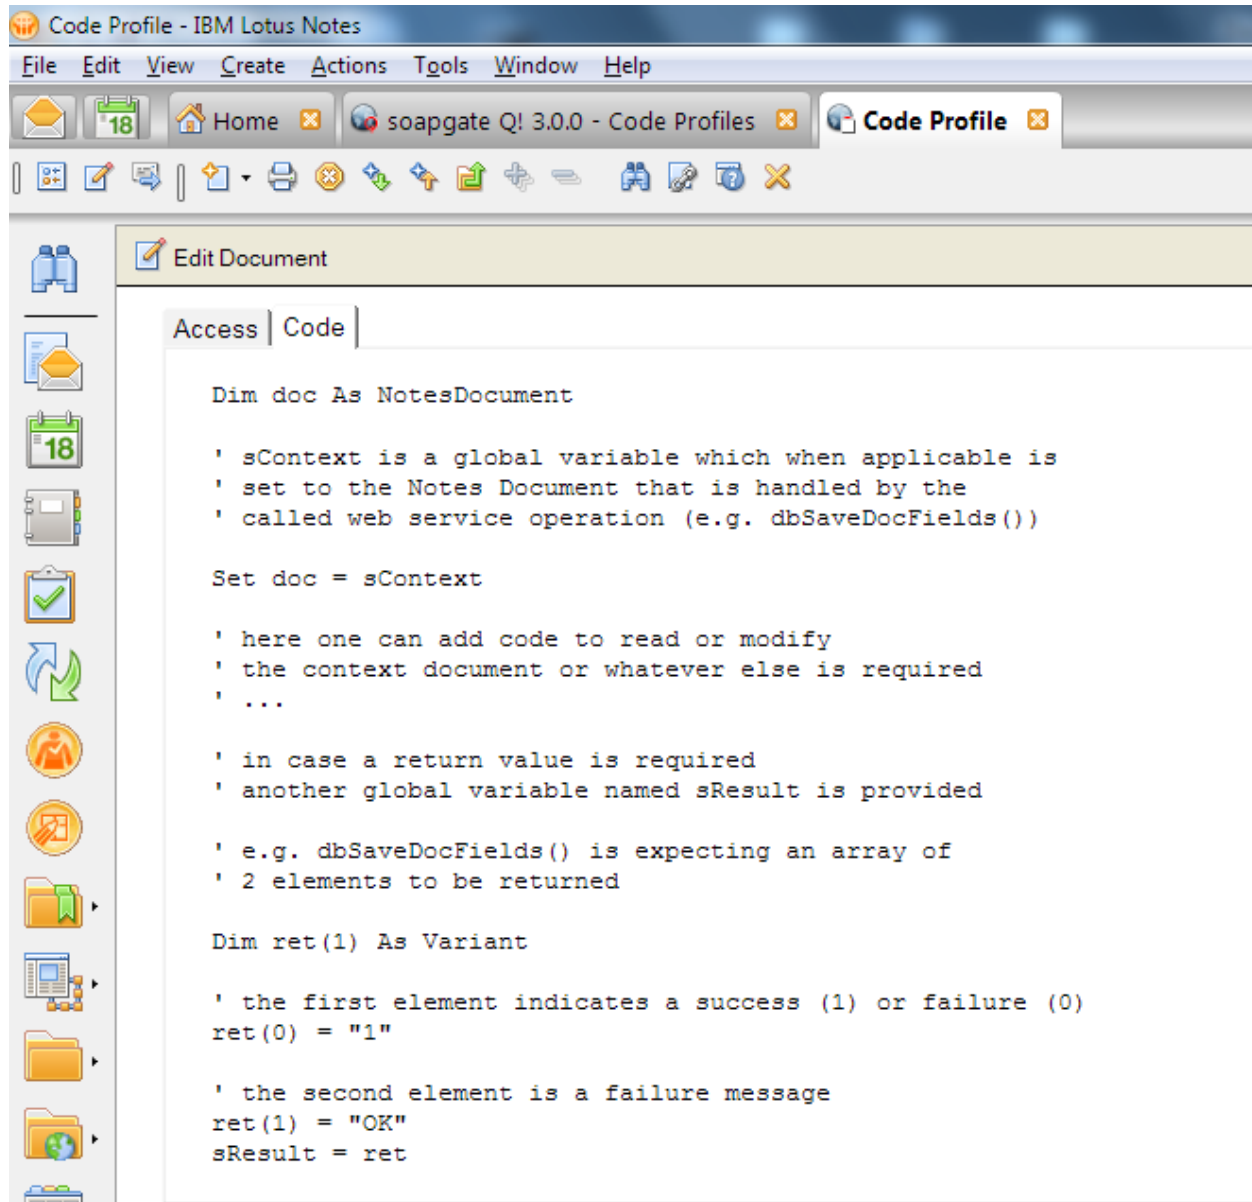 Code Profile - IBM Lotus Notes
File Edit View Create Actions Tools Window Help
18 Home soapgate Q! 3.0.0 - Code Profiles Code Profile
Edit Document
Access Code
Dim doc As NotesDocument
' sContext is a global variable which when applicable is
' set to the Notes Document that is handled by the
18
' called web service operation (e.g. dbSaveDocFields())
Set doc = sContext
' here one can add code to read or modify
' the context document or whatever else is required
' ...
' in case a return value is required
' another global variable named sResult is provided
' e.g. dbSaveDocFields() is expecting an array of
' 2 elements to be returned
Dim ret(1) As Variant
' the first element indicates a success (1) or failure (0)
ret(0) = "1"
' the second element is a failure message
ret(1) = "OK"
sResult = ret